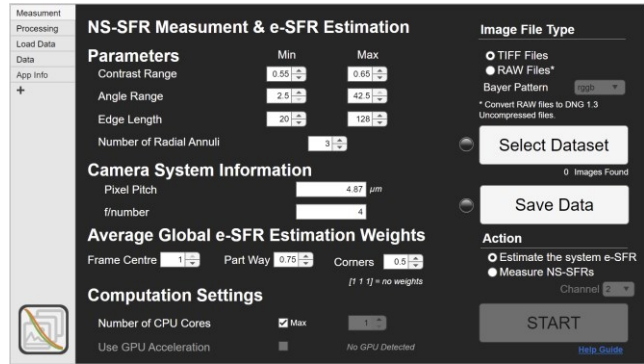 Measument
Processing
Load Data
Data
App Info
+
NS-SFR Measument & e-SFR Estimation
Parameters Min Max
Contrast Range 0.55 0.65
Angle Range 2.5 42.5
Edge Length 20 128
Number of Radial Annuli 3
Camera System Information
Pixel Pitch 4.87 μm
f/number 4
Average Global e-SFR Estimation Weights
Frame Centre 1 Part Way 0.75 Corners 0.5
[1 1 1] = no weights
Computation Settings
Number of CPU Cores Max 1
Use GPU Acceleration No GPU Detected
Image File Type
TIFF Files
RAW Files*
Bayer Pattern rggb
* Convert RAW files to DNG 1.3
Uncompressed files.
Select Dataset
0 Images Found
Save Data
Action
Estimate the system e-SFR
Measure NS-SFRs
Channel 2
START
Help Guide